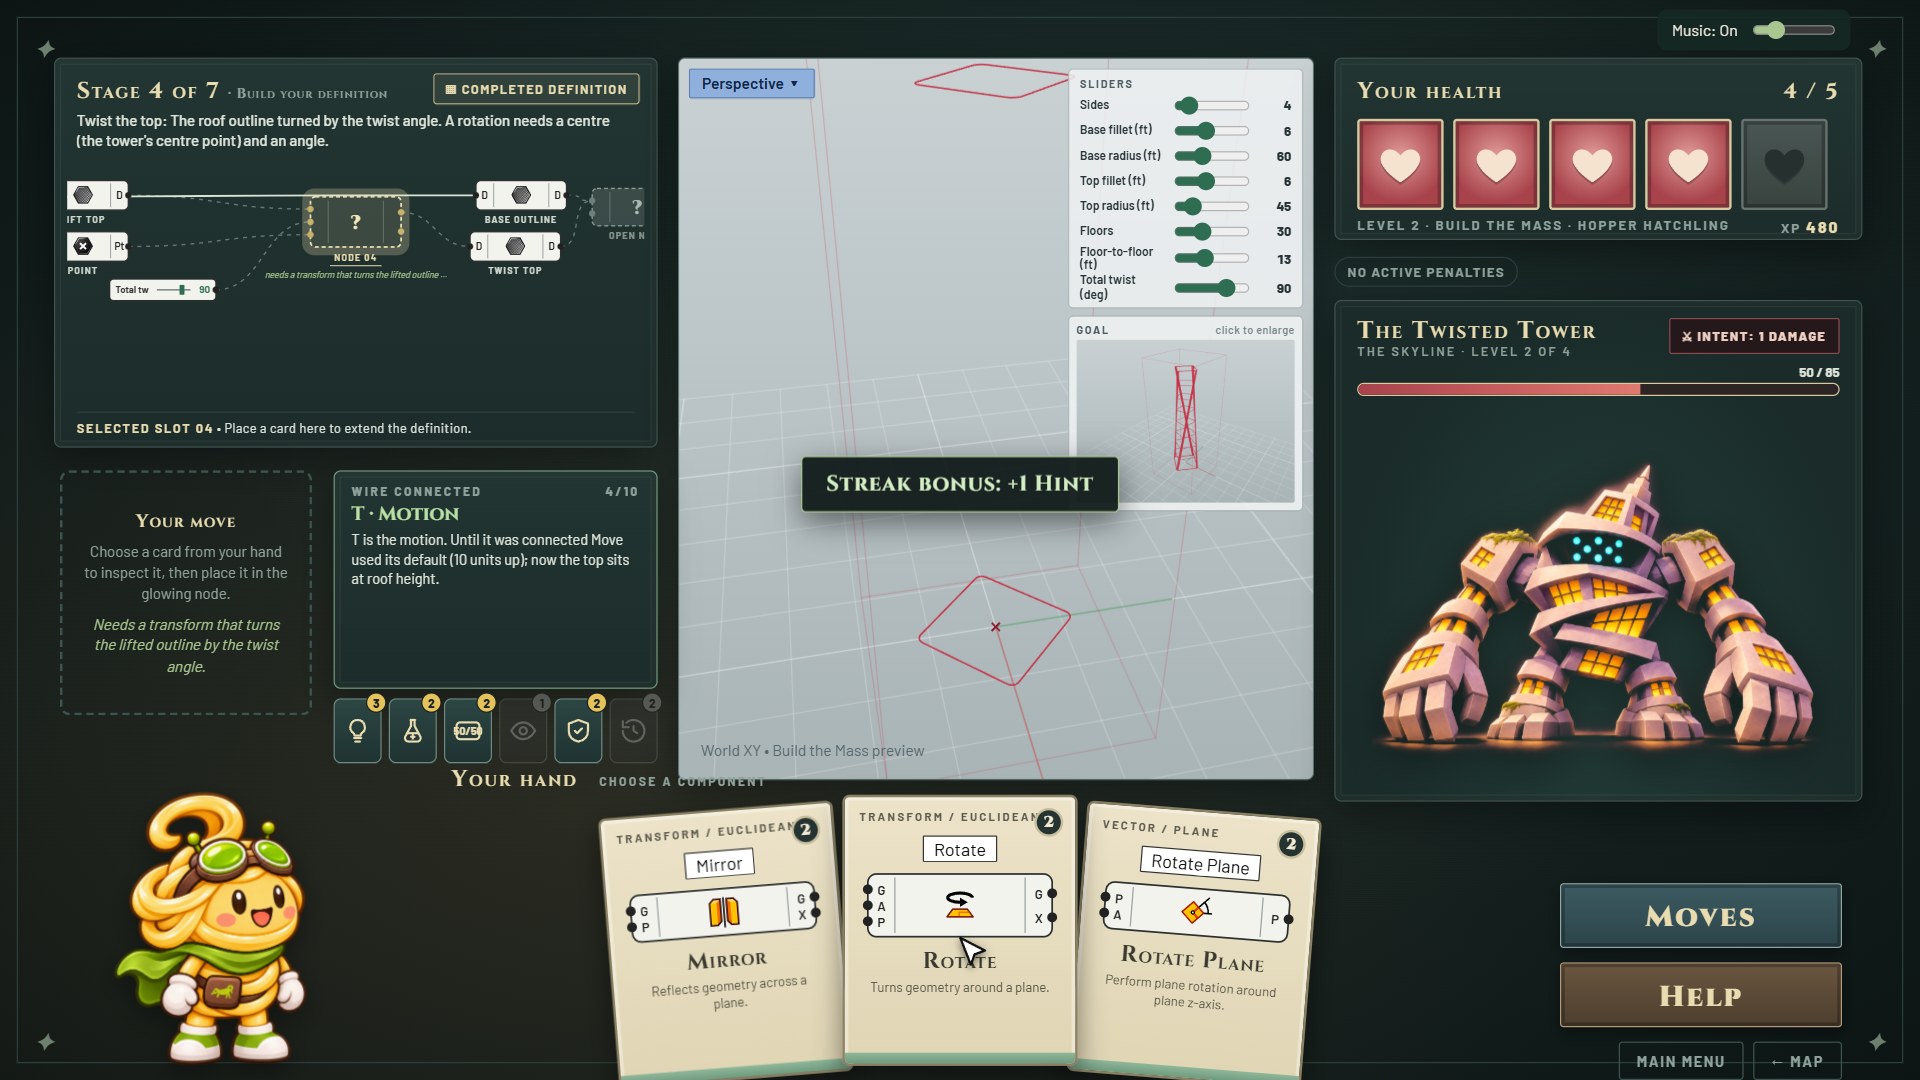 Music: On
Stage 4 of 7 · Build your definition
COMPLETED DEFINITION
Twist the top: The roof outline turned by the twist angle. A rotation needs a centre
(the tower's centre point) and an angle.
D
IFT TOP
Pt
POINT
Total tw 90
?
NODE 04
needs a transform that turns the lifted outline ...
D D
BASE OUTLINE
D D
TWIST TOP
?
OPEN N
SELECTED SLOT 04 • Place a card here to extend the definition.
Your move
Choose a card from your hand
to inspect it, then place it in the
glowing node.
Needs a transform that turns
the lifted outline by the twist
angle.
WIRE CONNECTED 4/10
T · Motion
T is the motion. Until it was connected Move
used its default (10 units up); now the top sits
at roof height.
3
2
2
1
2
2
50/50
Perspective
SLIDERS
Sides 4
Base fillet (ft) 6
Base radius (ft) 60
Top fillet (ft) 6
Top radius (ft) 45
Floors 30
Floor-to-floor
(ft) 13
Total twist
(deg) 90
GOAL click to enlarge
Streak bonus: +1 Hint
World XY • Build the Mass preview
Your health 4 / 5
LEVEL 2 · BUILD THE MASS · HOPPER HATCHLING XP 480
NO ACTIVE PENALTIES
The Twisted Tower
THE SKYLINE · LEVEL 2 OF 4
INTENT: 1 DAMAGE
50 / 85
Your hand CHOOSE A COMPONENT
TRANSFORM / EUCLIDEAN 2
Mirror
G P G X
Mirror
Reflects geometry across a
plane.
TRANSFORM / EUCLIDEAN 2
Rotate
G A P G X
Rotate
Turns geometry around a plane.
VECTOR / PLANE 2
Rotate Plane
P A P
Rotate Plane
Perform plane rotation around
plane z-axis.
Moves
Help
MAIN MENU
← MAP